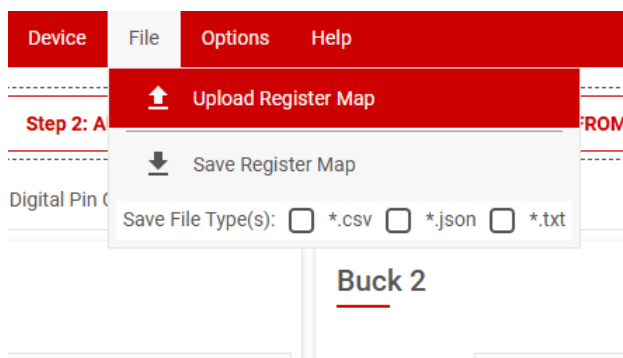 Device File Options Help
Upload Register Map
Step 2: A FROM
Save Register Map
Digital Pin
Save File Type(s): *.csv *.json *.txt
Buck 2